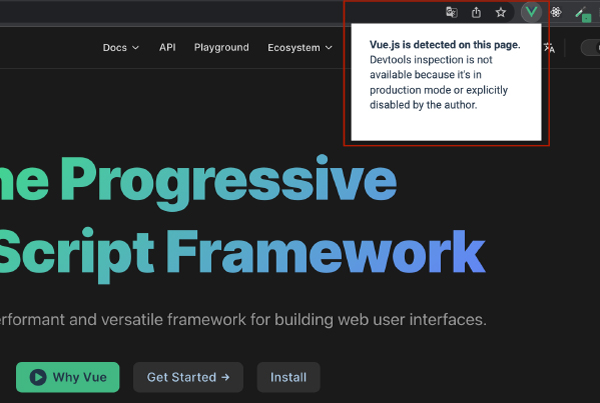 Docs
API
Playground
Ecosystem
Vue.js is detected on this page.
Devtools inspection is not
available because it's in
production mode or explicitly
disabled by the author.
Progressive
Script Framework
and versatile framework for building web user interfaces.
Why Vue
Get Started →
Install